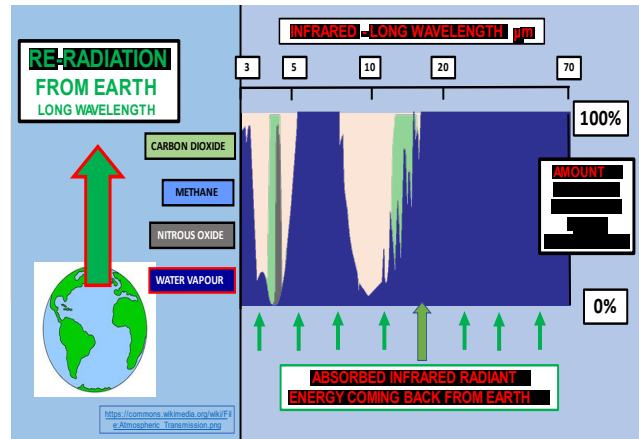 RE-RADIATION
FROM EARTH
LONG WAVELENGTH
INFRARED - LONG WAVELENGTH µm
3 5 10 20 70
100%
CARBON DIOXIDE
METHANE
NITROUS OXIDE
WATER VAPOUR
AMOUNT
0%
ABSORBED INFRARED RADIANT
ENERGY COMING BACK FROM EARTH
https://commons.wikimedia.org/wiki/Fil
e:Atmospheric_Transmission.png